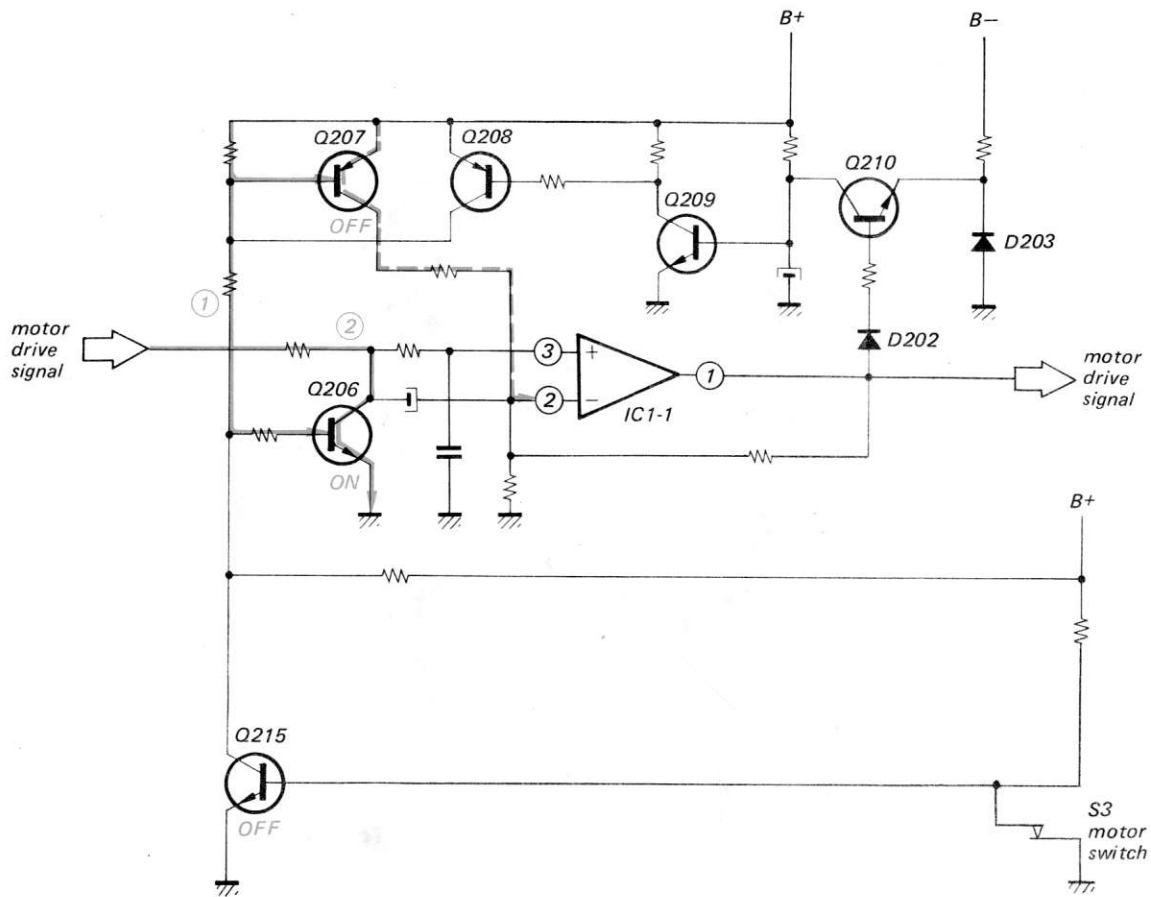 B+
B−
Q207
Q208
Q210
OFF
Q209
D203
1
2
motor
drive
signal
3
+
D202
1
motor
drive
signal
Q206
2
−
IC1-1
ON
B+
Q215
OFF
S3
motor
switch